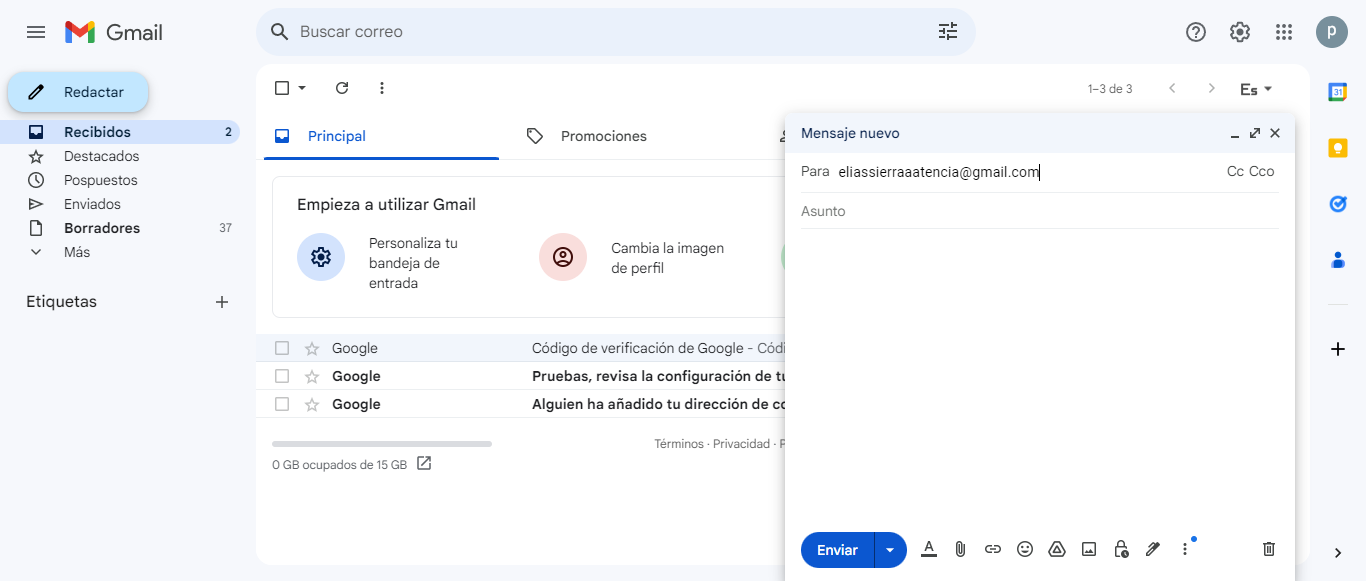 Gmail
Buscar correo
p
Redactar
Recibidos 2
Destacados
Pospuestos
Enviados
Borradores 37
Más
Etiquetas
1–3 de 3
Es
31
Principal
Promociones
Empieza a utilizar Gmail
Personaliza tu
bandeja de
entrada
Cambia la imagen
de perfil
Google Código de verificación de Google - Códi
Google Pruebas, revisa la configuración de tu
Google Alguien ha añadido tu dirección de co
Términos · Privacidad · P
0 GB ocupados de 15 GB
Mensaje nuevo
Para eliassierraaatencia@gmail.com Cc Cco
Asunto
Enviar